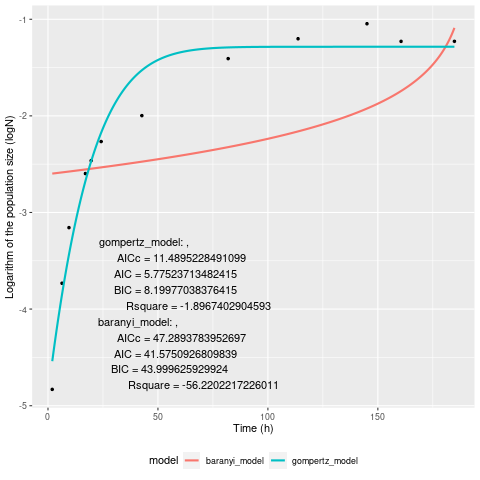 -1
-2
-3
-4
-5
Logarithm of the population size (logN)
gompertz_model: ,
AICc = 11.4895228491099
AIC = 5.77523713482415
BIC = 8.19977038376415
Rsquare = -1.8967402904593
baranyi_model: ,
AICc = 47.2893783952697
AIC = 41.5750926809839
BIC = 43.999625929924
Rsquare = -56.2202217226011
0 50 100 150
Time (h)
model baranyi_model gompertz_model